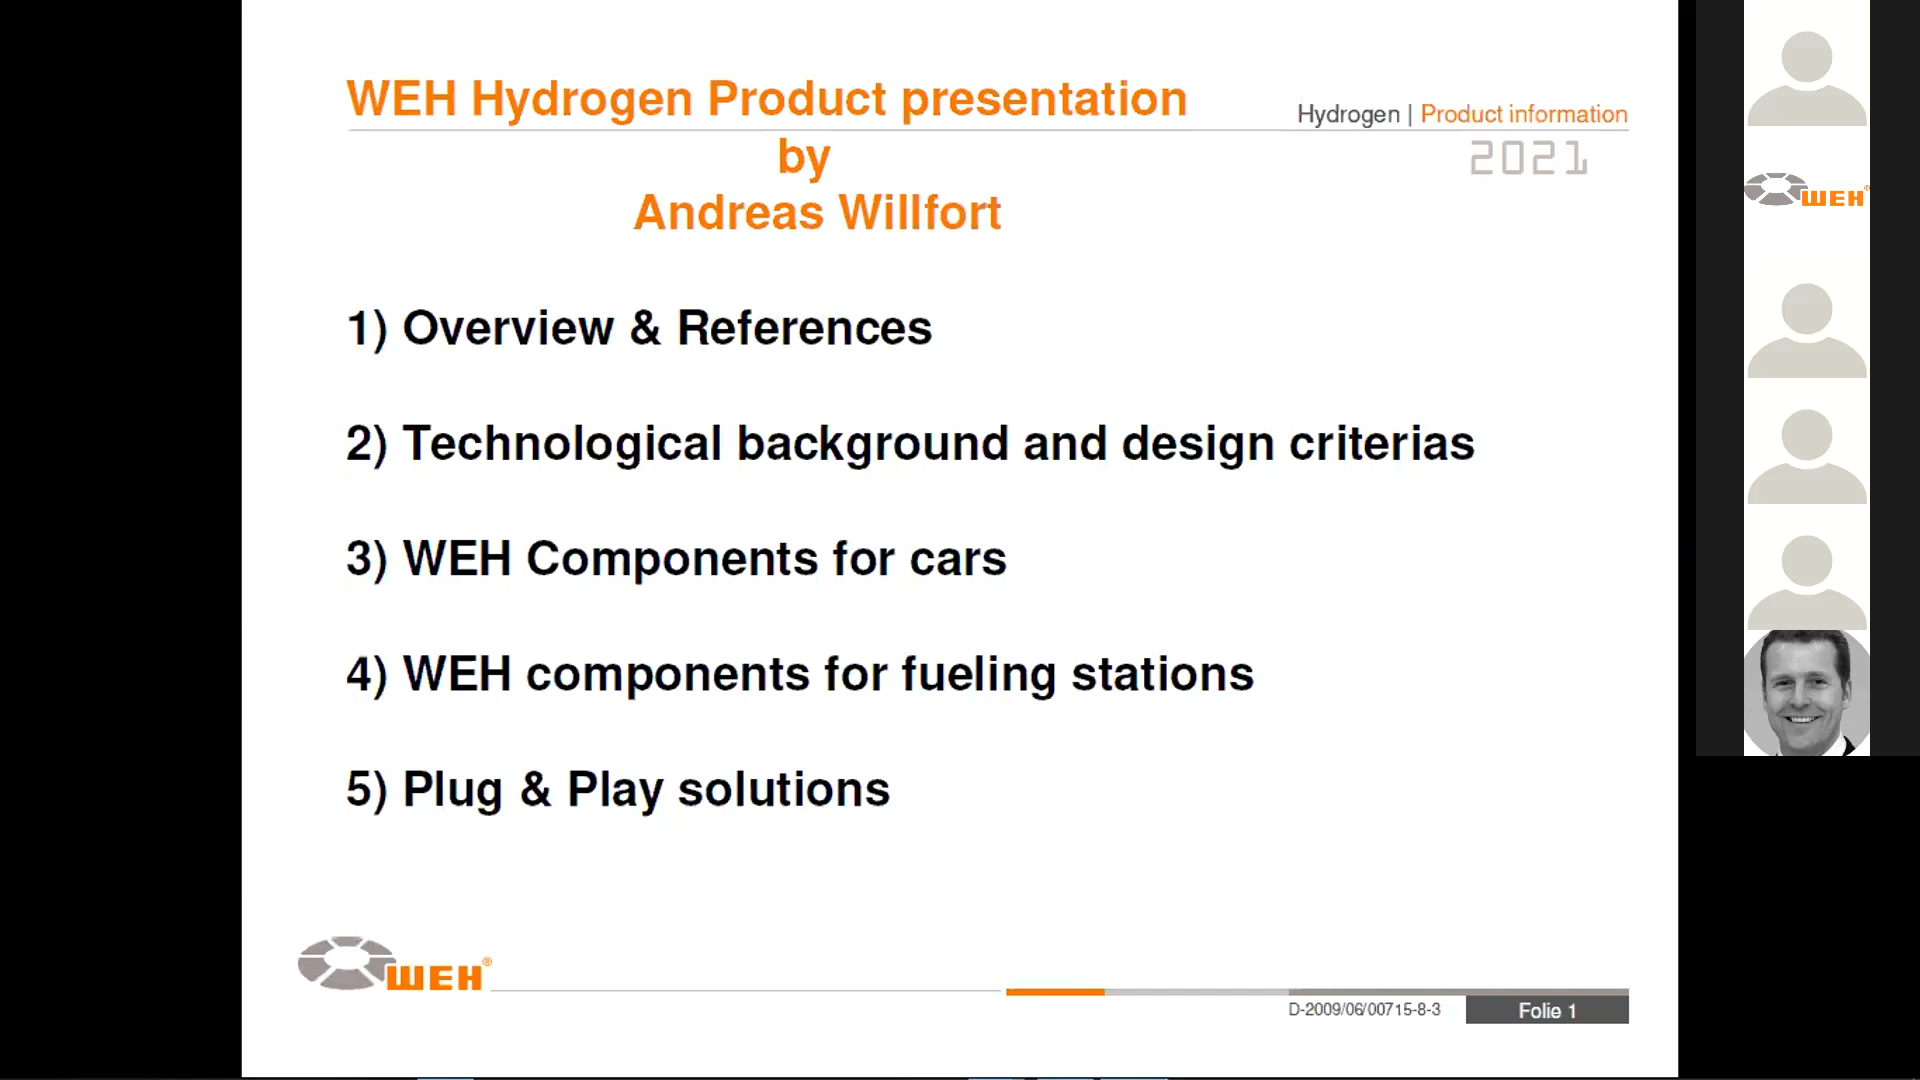 WEH Hydrogen Product presentation
Hydrogen | Product information
by
2021
Andreas Willfort
WEH®
1) Overview & References
2) Technological background and design criterias
3) WEH Components for cars
4) WEH components for fueling stations
5) Plug & Play solutions
WEH®
D-2009/06/00715-8-3
Folie 1